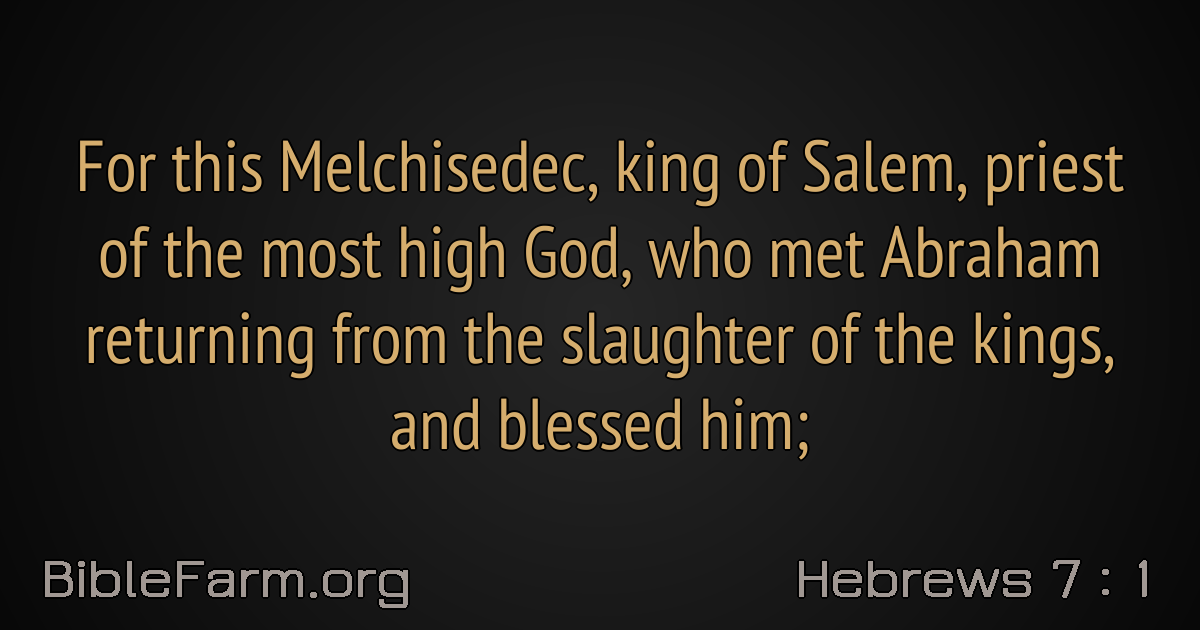 For this Melchisedec, king of Salem, priest
of the most high God, who met Abraham
returning from the slaughter of the kings,
and blessed him;
BibleFarm.org
Hebrews 7 : 1